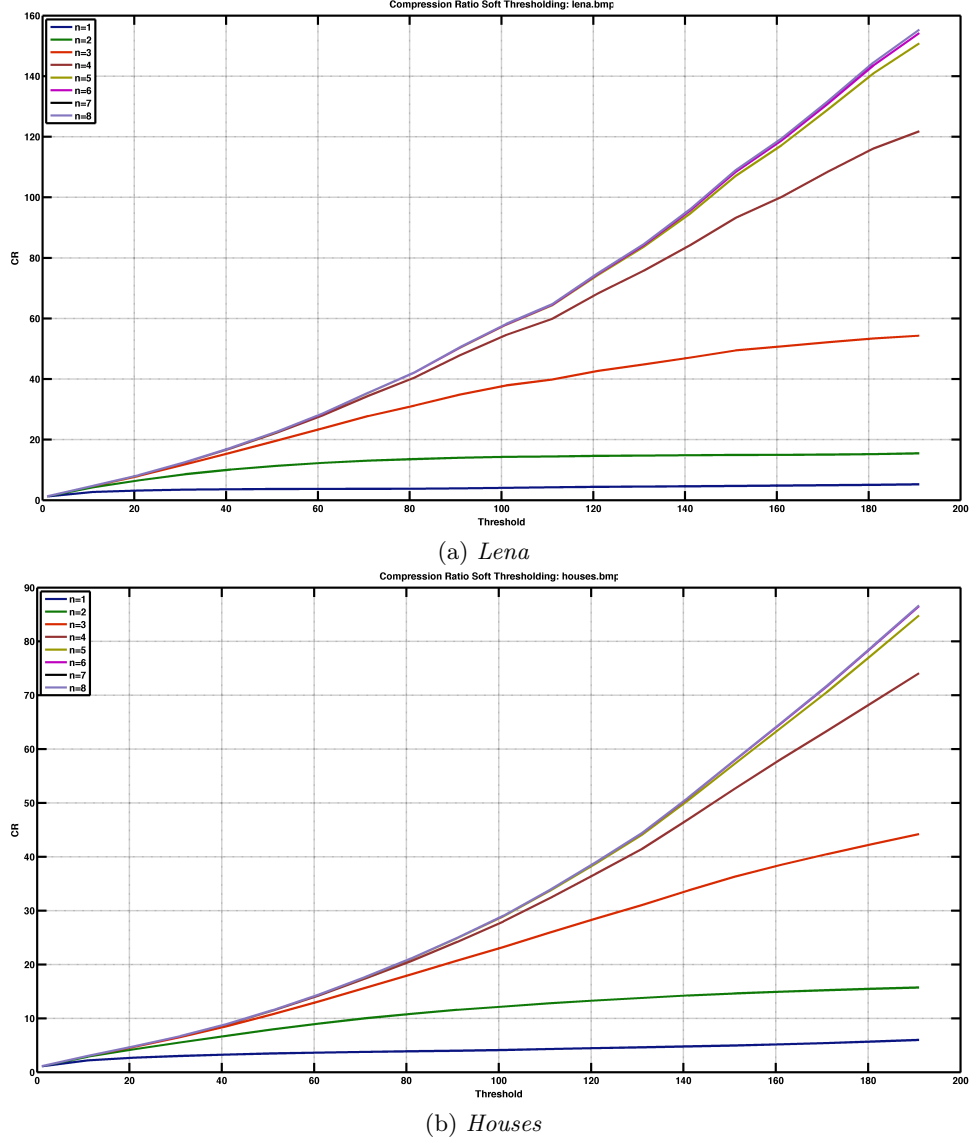 Compression Ratio Soft Thresholding: lena.bmp
160
140
120
100
80
60
40
20
0
CR
n=1
n=2
n=3
n=4
n=5
n=6
n=7
n=8
0 20 40 60 80 100 120 140 160 180 200
Threshold
(a) Lena
Compression Ratio Soft Thresholding: houses.bmp
90
80
70
60
50
40
30
20
10
0
CR
n=1
n=2
n=3
n=4
n=5
n=6
n=7
n=8
0 20 40 60 80 100 120 140 160 180 200
Threshold
(b) Houses